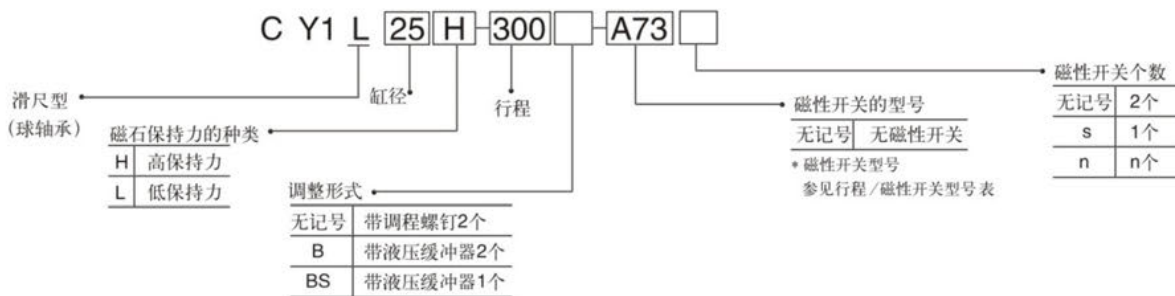 C Y1 L 25 H-300 -A73
滑尺型
(球轴承)
缸径
行程
磁石保持力的种类
H 高保持力
L 低保持力
调整形式
无记号 带调程螺钉2个
B 带液压缓冲器2个
BS 带液压缓冲器1个
磁性开关的型号
无记号 无磁性开关
* 磁性开关型号
参见行程/磁性开关型号表
磁性开关个数
无记号 2个
s 1个
n n个